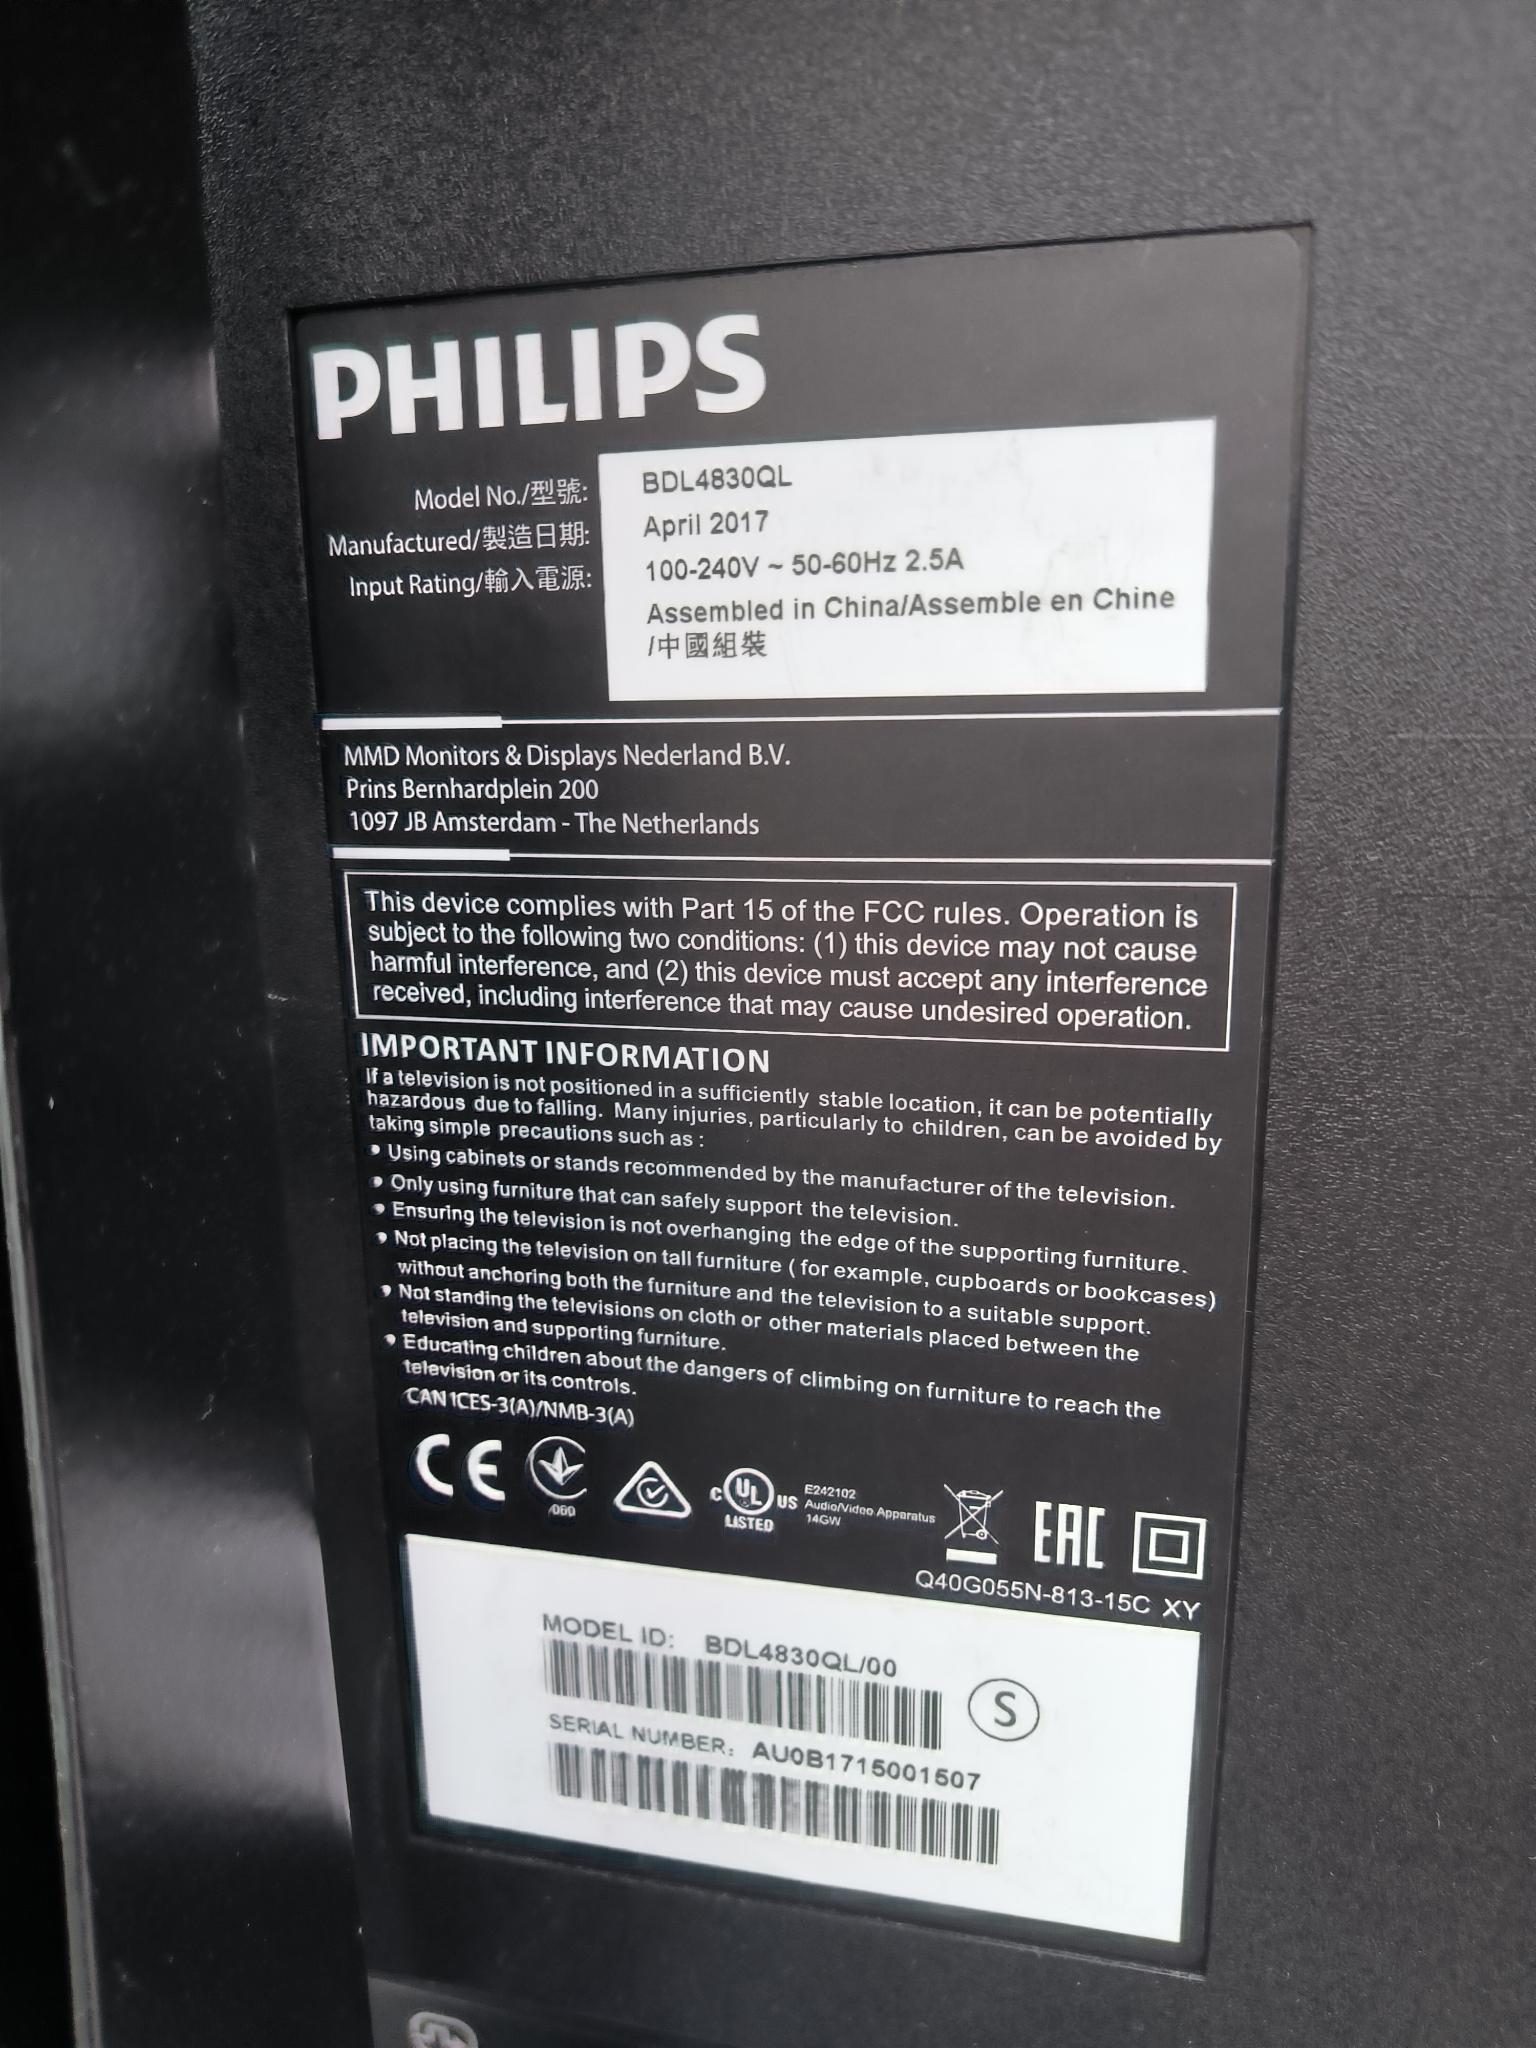 PHILIPS
Model No./型號: BDL4830QL
Manufactured/製造日期: April 2017
Input Rating/輸入電源: 100-240V ~ 50-60Hz 2.5A
Assembled in China/Assemble en Chine
/中國組裝
MMD Monitors & Displays Nederland B.V.
Prins Bernhardplein 200
1097 JB Amsterdam - The Netherlands
This device complies with Part 15 of the FCC rules. Operation is
subject to the following two conditions: (1) this device may not cause
harmful interference, and (2) this device must accept any interference
received, including interference that may cause undesired operation.
IMPORTANT INFORMATION
If a television is not positioned in a sufficiently stable location, it can be potentially
hazardous due to falling. Many injuries, particularly to children, can be avoided by
taking simple precautions such as :
• Using cabinets or stands recommended by the manufacturer of the television.
• Only using furniture that can safely support the television.
• Ensuring the television is not overhanging the edge of the supporting furniture.
• Not placing the television on tall furniture ( for example, cupboards or bookcases)
without anchoring both the furniture and the television to a suitable support.
• Not standing the televisions on cloth or other materials placed between the
television and supporting furniture.
• Educating children about the dangers of climbing on furniture to reach the
television or its controls.
CAN ICES-3(A)/NMB-3(A)
CE
060
C UL US
LISTED
E242102
Audio/Video Apparatus
14GW
EAC
Q40G055N-813-15C XY
MODEL ID: BDL4830QL/00
S
SERIAL NUMBER: AU0B1715001507